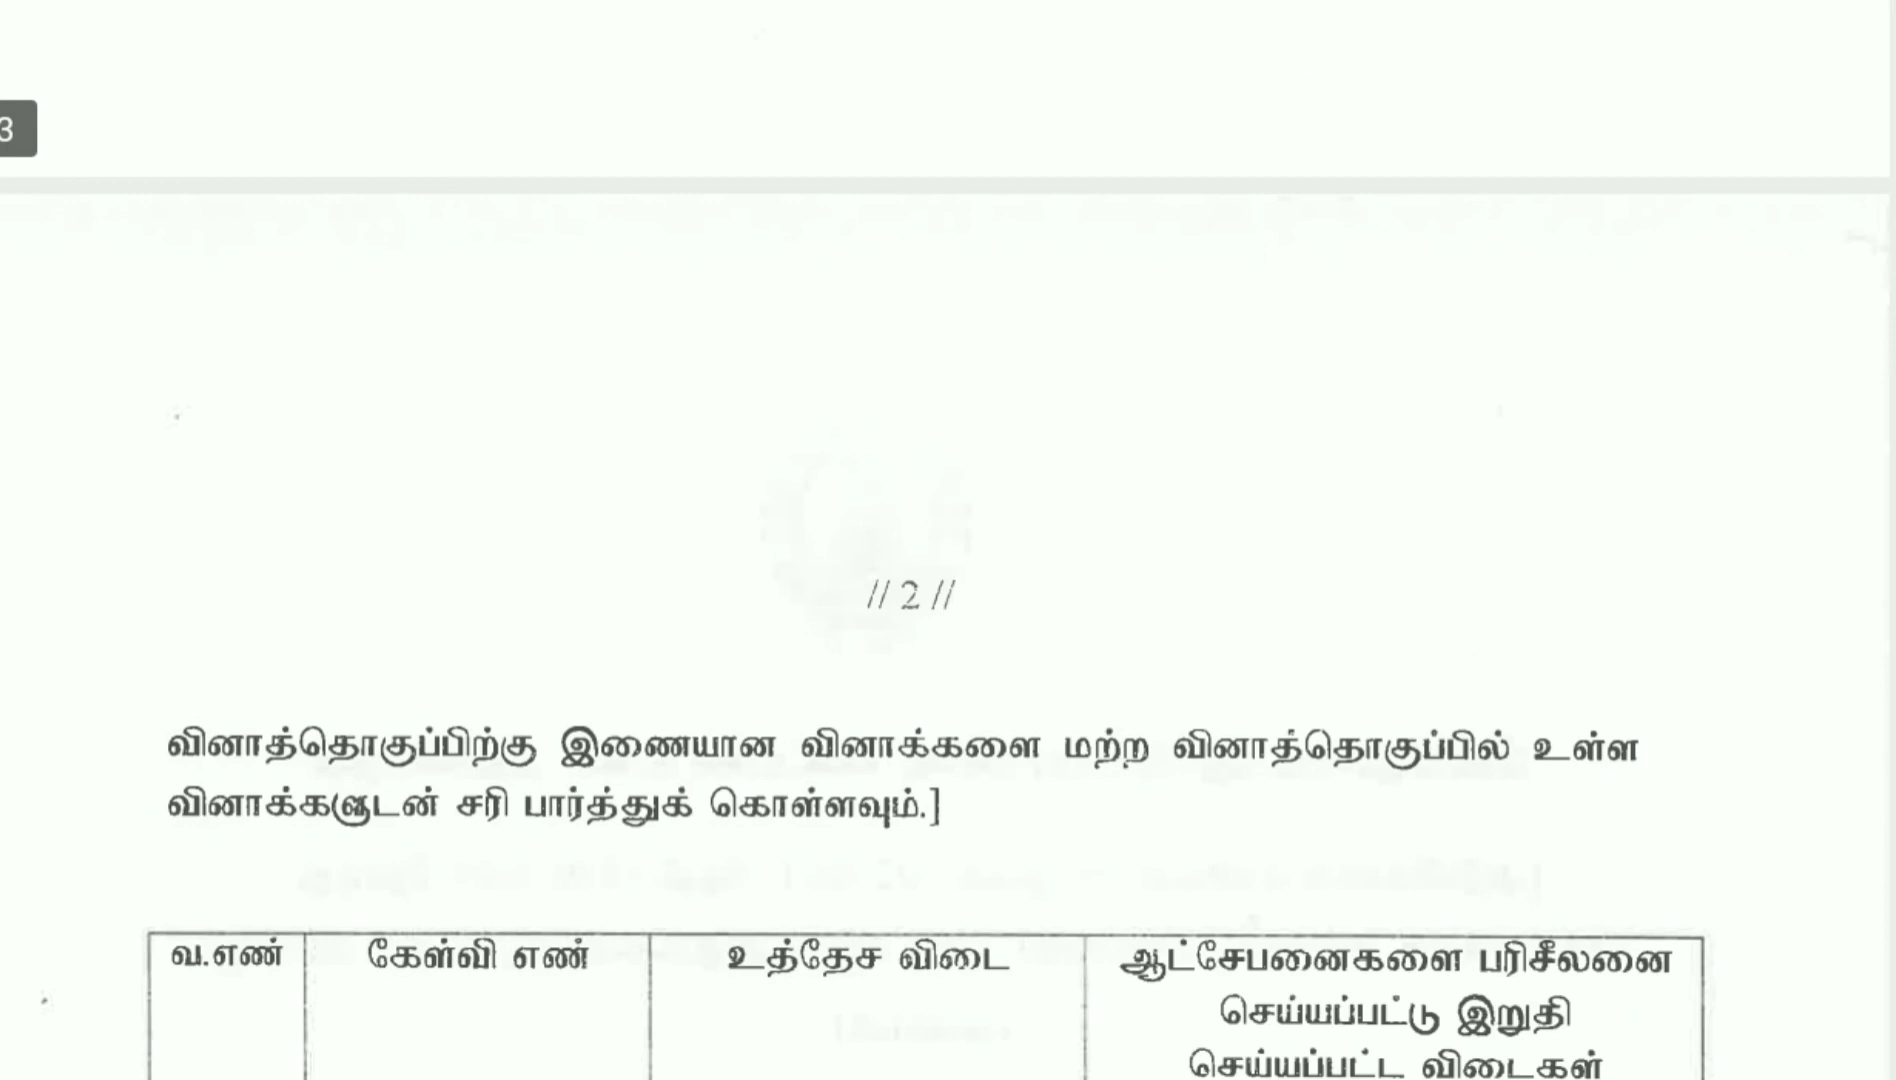 3
// 2 //
வினாத்தொகுப்பிற்கு இணையான வினாக்களை மற்ற வினாத்தொகுப்பில் உள்ள
வினாக்களுடன் சரி பார்த்துக் கொள்ளவும்.]
வ.எண்
கேள்வி எண்
உத்தேச விடை
ஆட்சேபனைகளை பரிசீலனை
செய்யப்பட்டு இறுதி
செய்யப்பட்ட விடைகள்